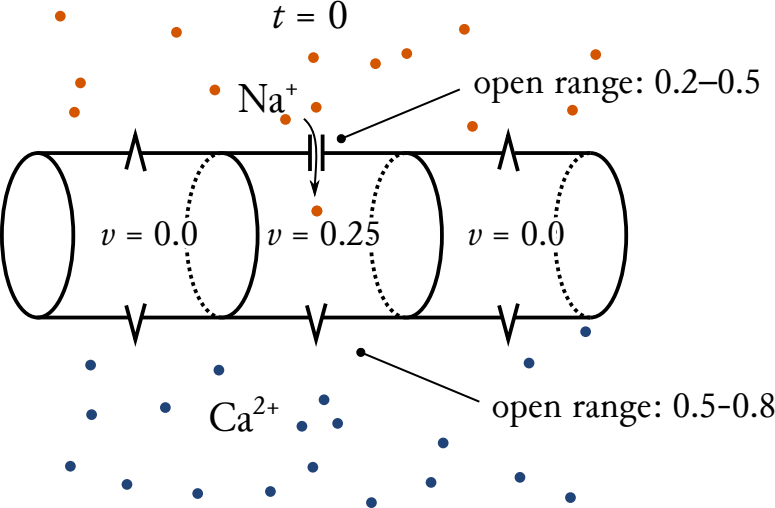 t = 0
open range: 0.2–0.5
Na⁺
v = 0.0
v = 0.25
v = 0.0
Ca²⁺
open range: 0.5-0.8